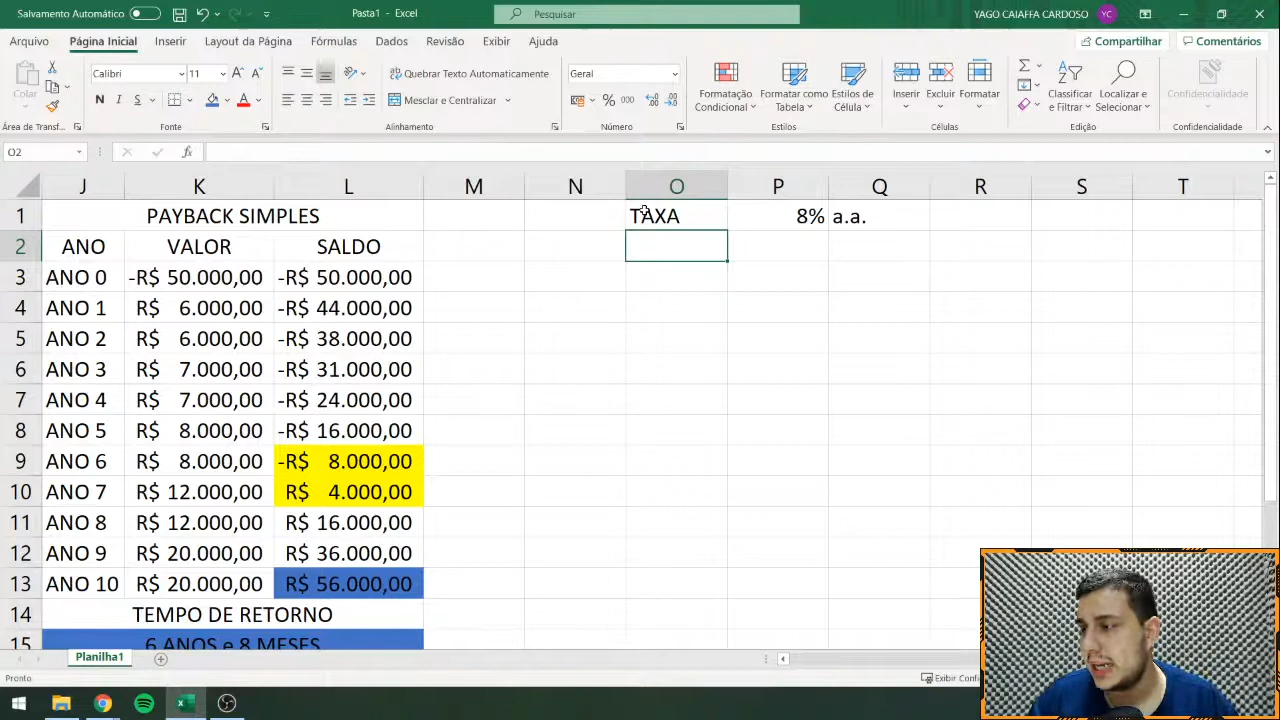 Salvamento Automático
Pasta1 - Excel
Pesquisar
YAGO CAIAFFA CARDOSO
YC
Arquivo Página Inicial Inserir Layout da Página Fórmulas Dados Revisão Exibir Ajuda
Compartilhar Comentários
Colar
Calibri 11
N I S
Quebrar Texto Automaticamente
Mesclar e Centralizar
Geral
% 000
Formatação Condicional
Formatar como Tabela
Estilos de Célula
Inserir Excluir Formatar
Classificar e Filtrar
Localizar e Selecionar
Confidencialidade
Área de Transf... Fonte Alinhamento Número Estilos Células Edição Confidencialidade
O2 fx
J K L M N O P Q R S T
1 PAYBACK SIMPLES TAXA 8% a.a.
2 ANO VALOR SALDO
3 ANO 0 -R$ 50.000,00 -R$ 50.000,00
4 ANO 1 R$ 6.000,00 -R$ 44.000,00
5 ANO 2 R$ 6.000,00 -R$ 38.000,00
6 ANO 3 R$ 7.000,00 -R$ 31.000,00
7 ANO 4 R$ 7.000,00 -R$ 24.000,00
8 ANO 5 R$ 8.000,00 -R$ 16.000,00
9 ANO 6 R$ 8.000,00 -R$ 8.000,00
10 ANO 7 R$ 12.000,00 R$ 4.000,00
11 ANO 8 R$ 12.000,00 R$ 16.000,00
12 ANO 9 R$ 20.000,00 R$ 36.000,00
13 ANO 10 R$ 20.000,00 R$ 56.000,00
14 TEMPO DE RETORNO
15 6 ANOS e 8 MESES
Planilha1
Pronto
Exibir Confi